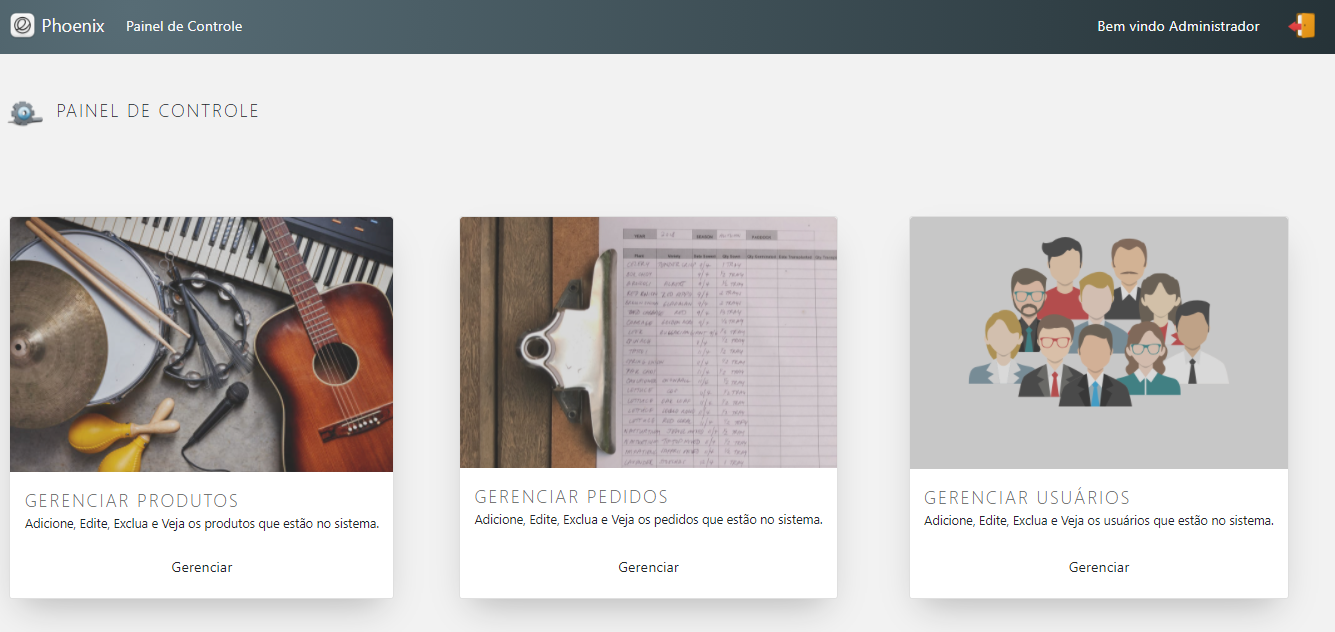 Phoenix Painel de Controle Bem vindo Administrador
PAINEL DE CONTROLE
GERENCIAR PRODUTOS
Adicione, Edite, Exclua e Veja os produtos que estão no sistema.
Gerenciar
GERENCIAR PEDIDOS
Adicione, Edite, Exclua e Veja os pedidos que estão no sistema.
Gerenciar
GERENCIAR USUÁRIOS
Adicione, Edite, Exclua e Veja os usuários que estão no sistema.
Gerenciar